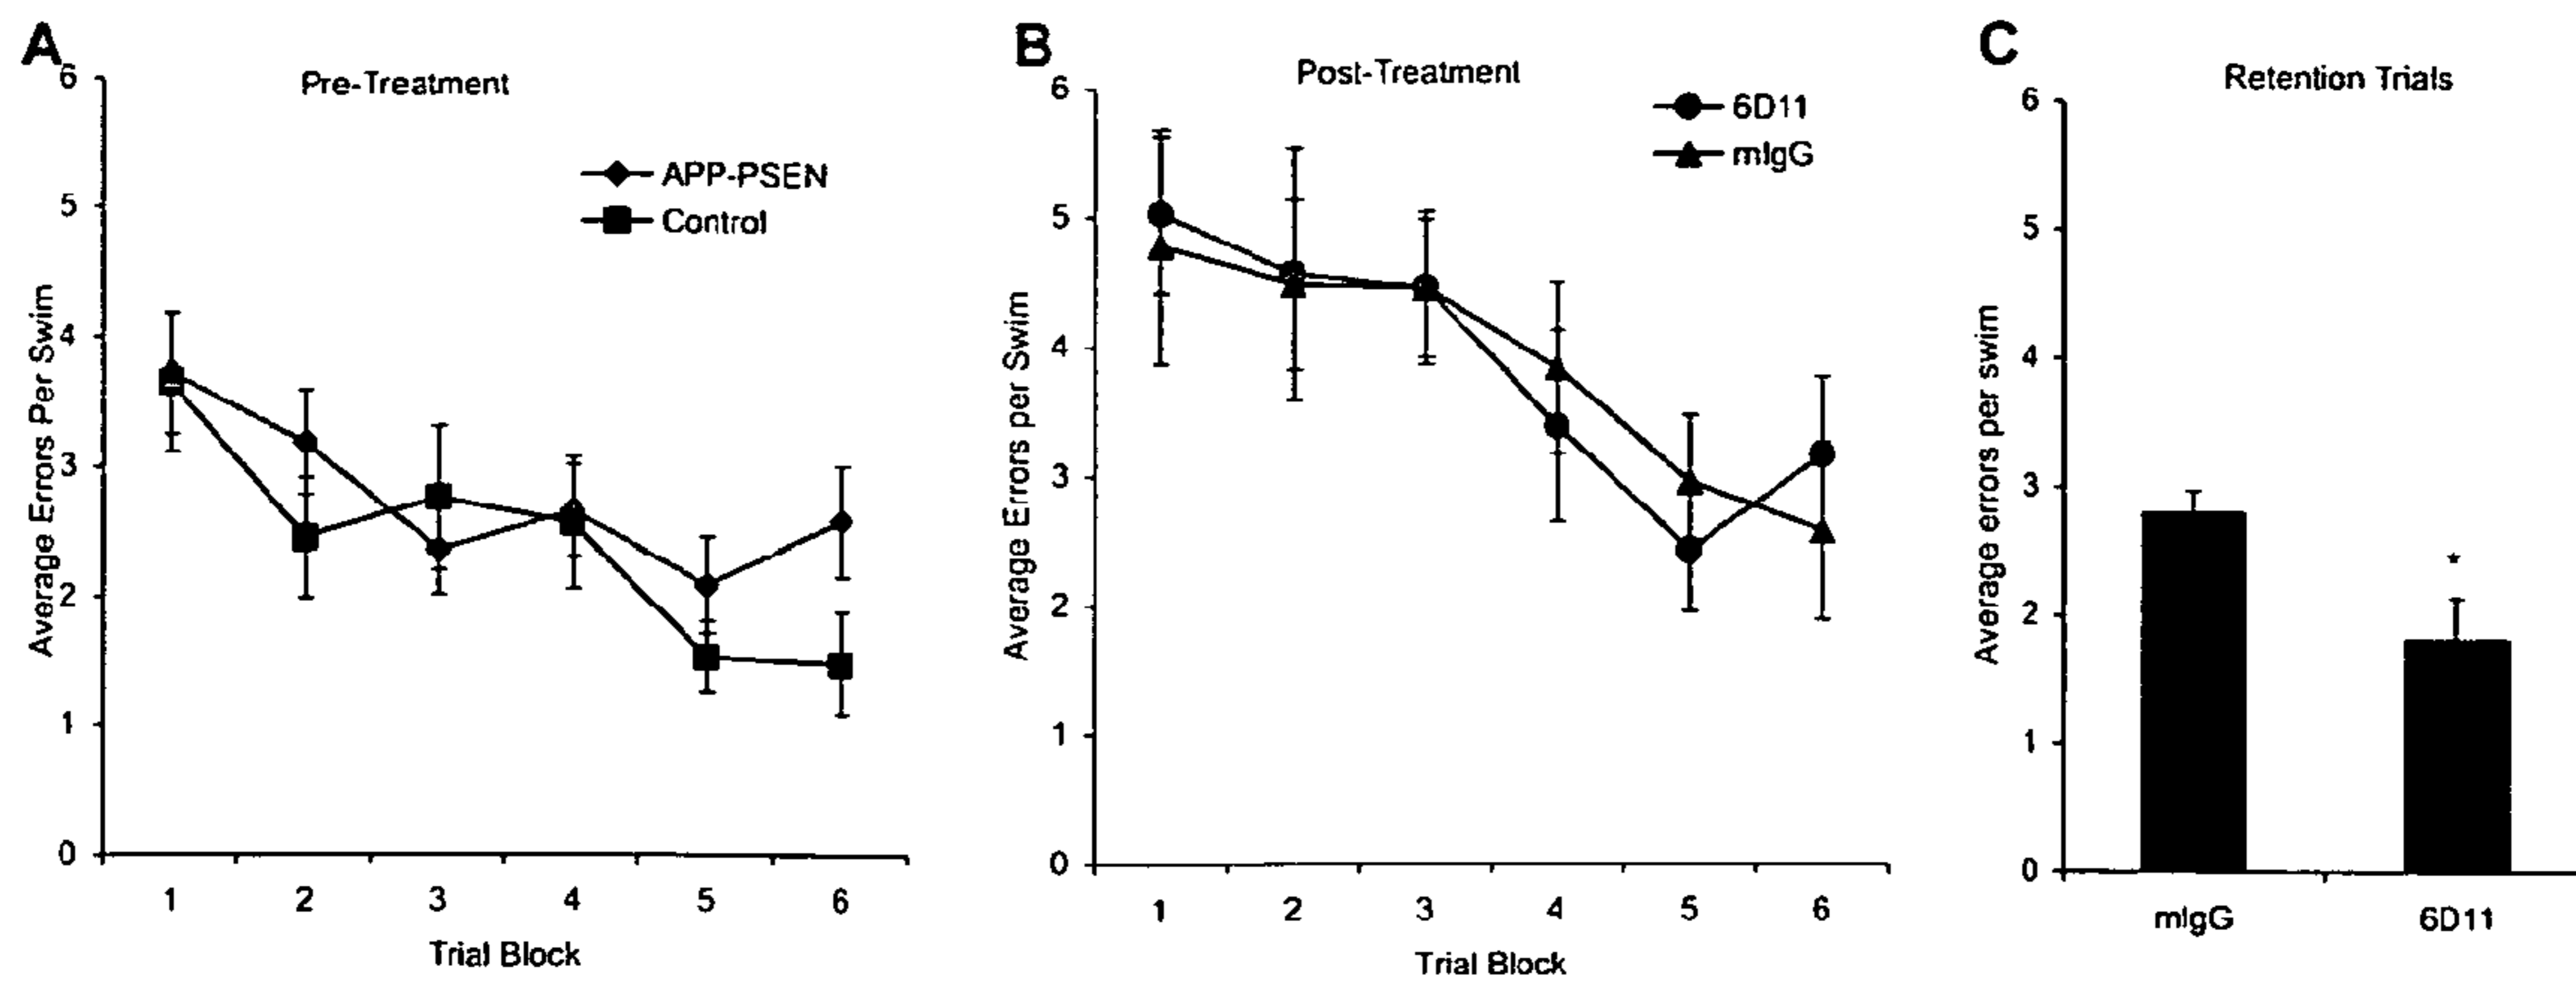 A
Pre-Treatment
6
5
4
3
2
1
0
Average Errors Per Swim
APP-PSEN
Control
1 2 3 4 5 6
Trial Block
B
Post-Treatment
6
5
4
3
2
1
0
Average Errors per Swim
6D11
mIgG
1 2 3 4 5 6
Trial Block
C
Retention Trials
6
5
4
3
2
1
0
Average errors per swim
*
mIgG 6D11